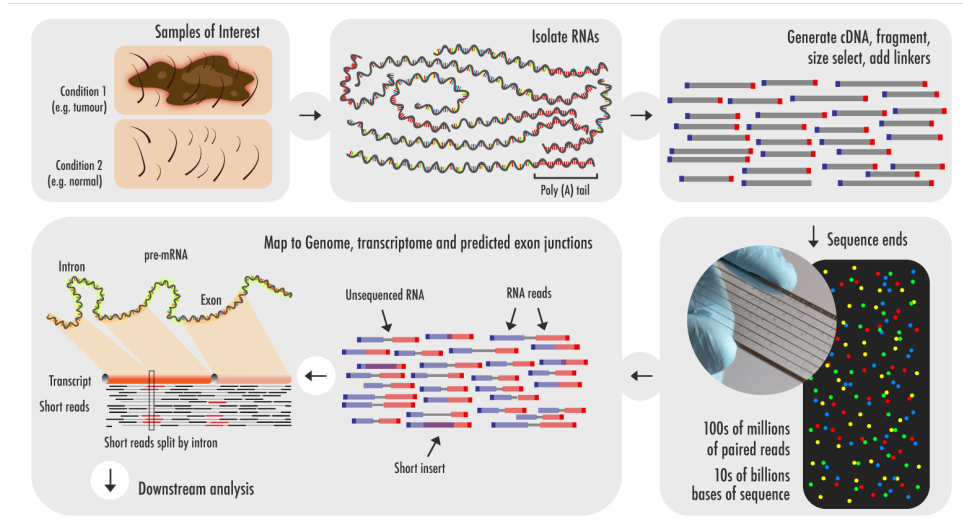 Samples of Interest
Condition 1
(e.g. tumour)
Condition 2
(e.g. normal)
Isolate RNAs
Poly (A) tail
Generate cDNA, fragment,
size select, add linkers
Sequence ends
100s of millions
of paired reads
10s of billions
bases of sequence
Map to Genome, transcriptome and predicted exon junctions
Unsequenced RNA
RNA reads
Short insert
pre-mRNA
Intron
Exon
Transcript
Short reads
Short reads split by intron
Downstream analysis